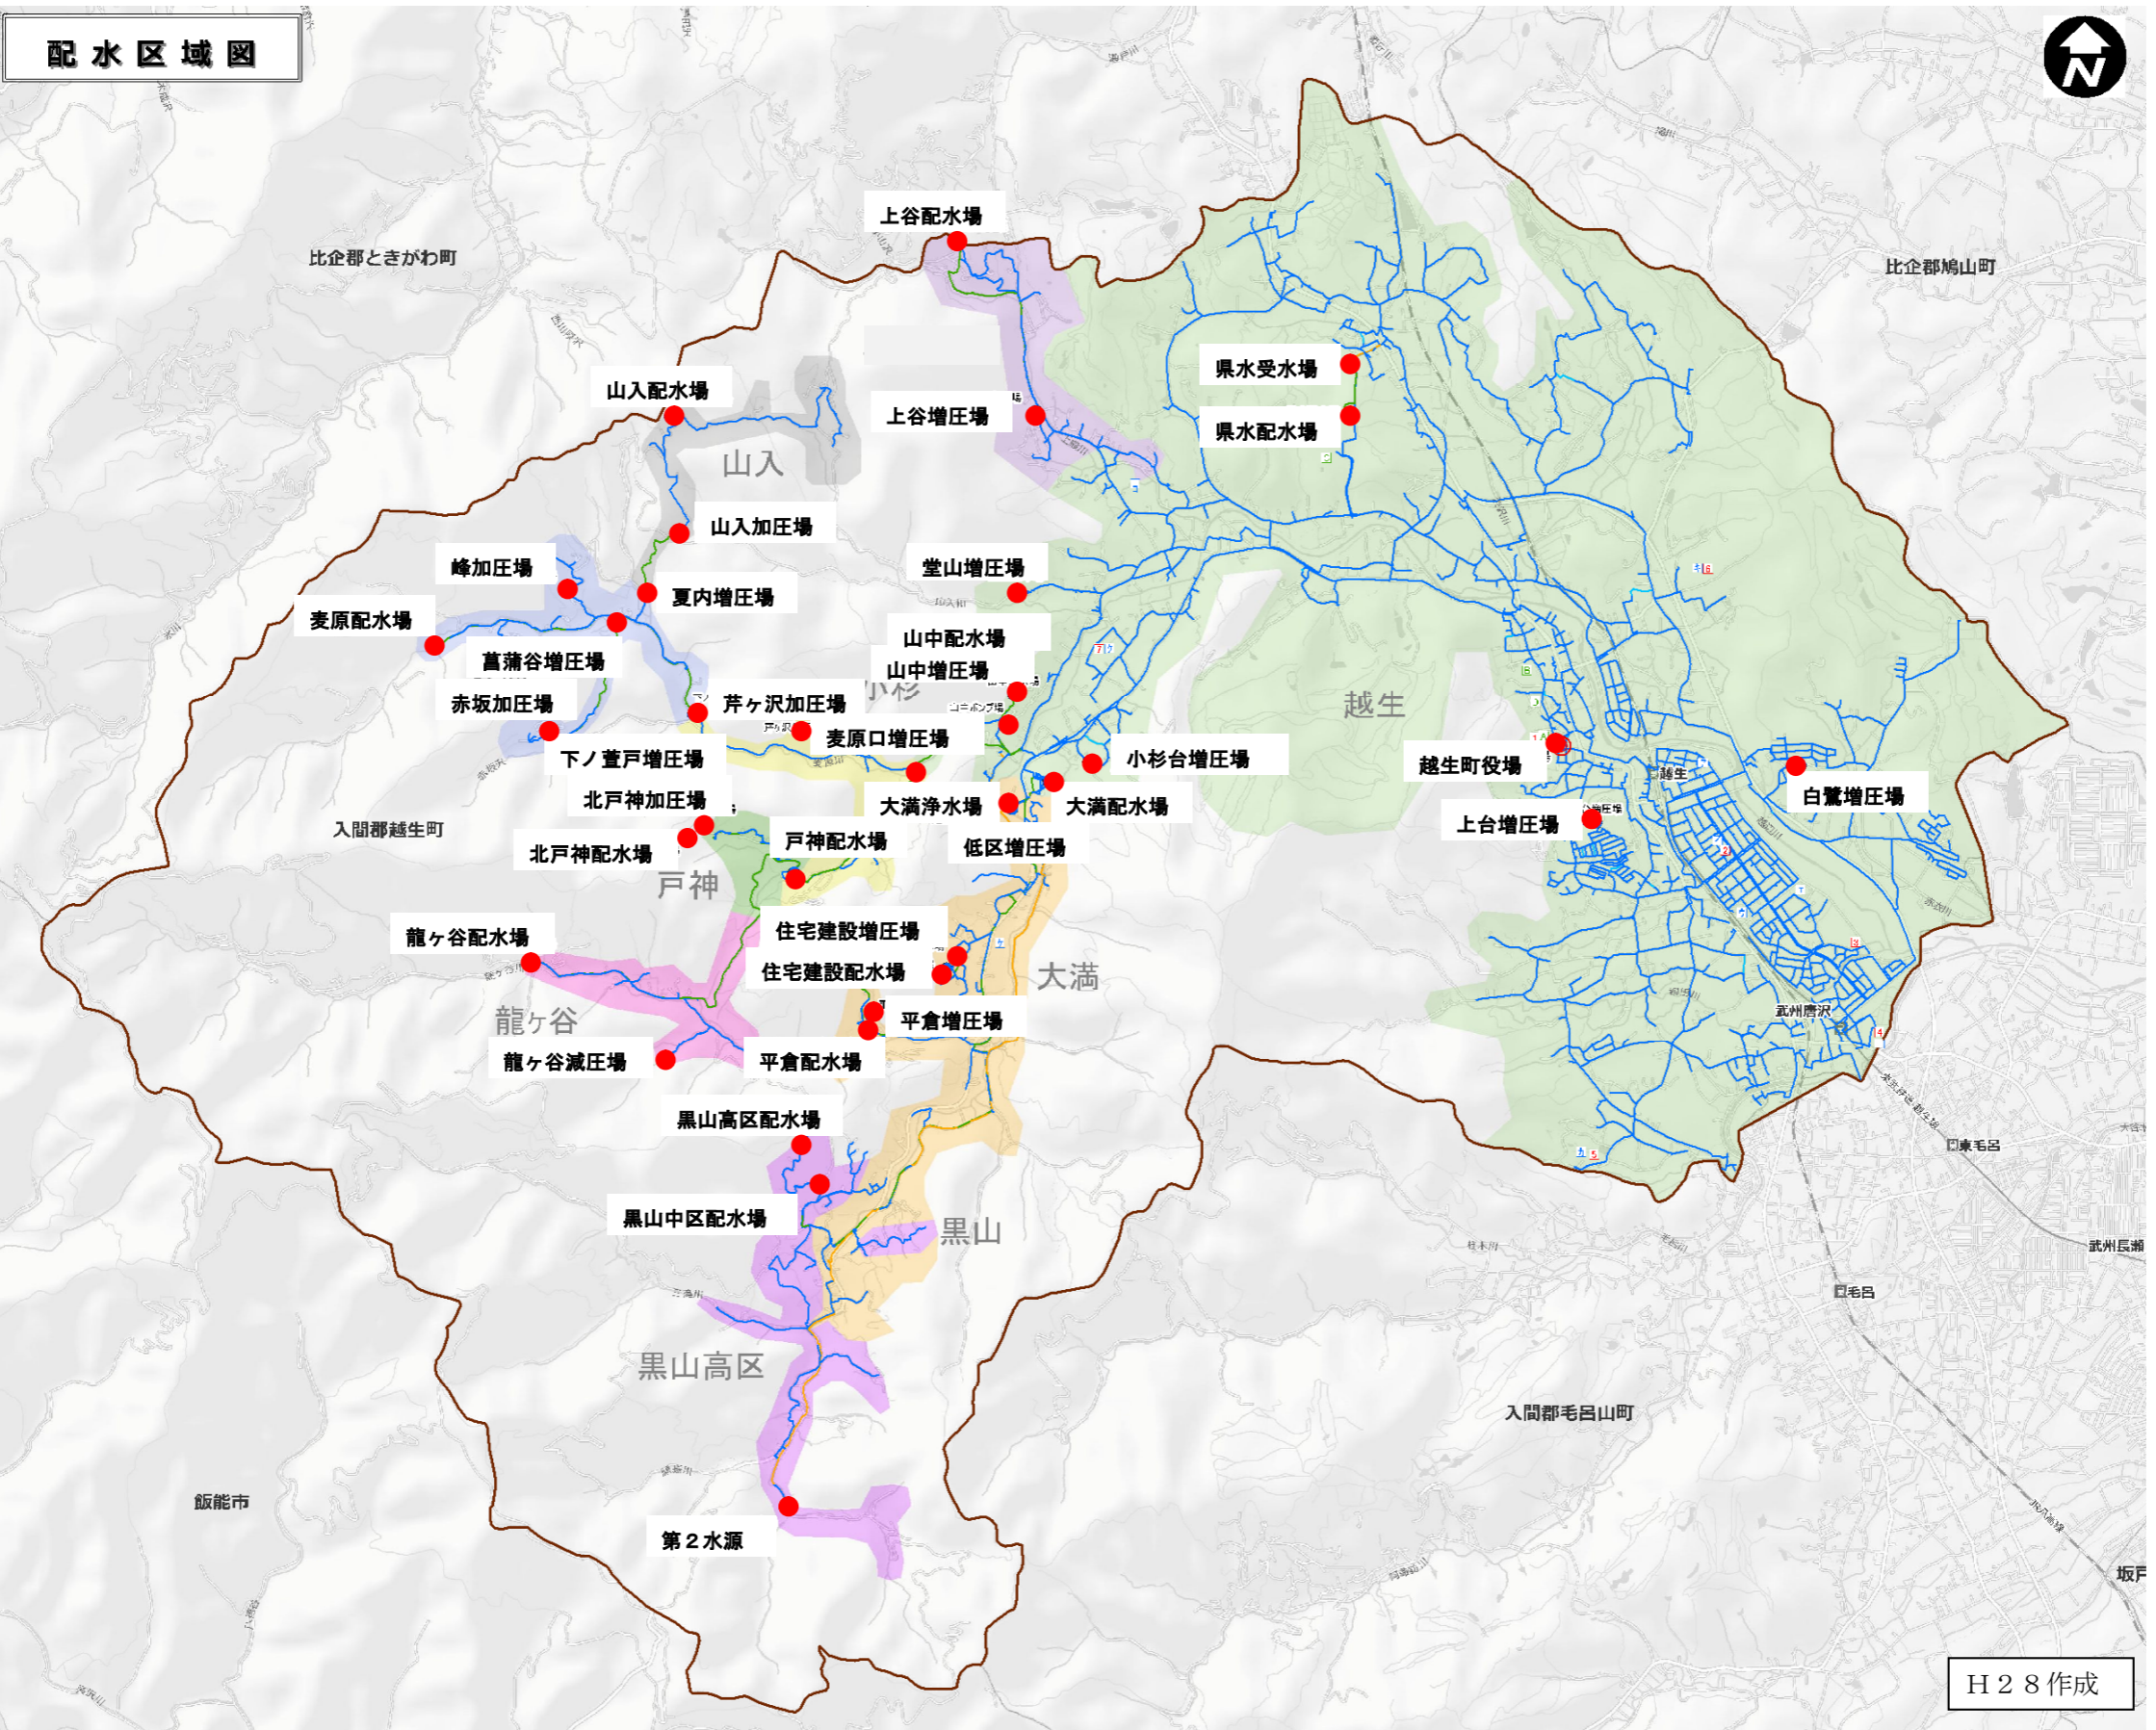 配水区域図
比企郡ときがわ町
上谷配水場
比企郡鳩山町
県水受水場
山入配水場
上谷増圧場
県水配水場
山入
山入加圧場
峰加圧場
堂山増圧場
夏内増圧場
麦原配水場
山中配水場
菖蒲谷増圧場
山中増圧場
小杉
赤坂加圧場
芹ヶ沢加圧場
越生
麦原口増圧場
下ノ萱戸増圧場
小杉台増圧場
越生町役場
越生
北戸神加圧場
大満浄水場
大満配水場
白鷺増圧場
入間郡越生町
上台増圧場
戸神配水場
低区増圧場
北戸神配水場
戸神
住宅建設増圧場
龍ヶ谷配水場
住宅建設配水場
大満
龍ヶ谷
平倉増圧場
武州唐沢
龍ヶ谷減圧場
平倉配水場
黒山高区配水場
東毛呂
黒山中区配水場
黒山
武州長瀬
毛呂
黒山高区
入間郡毛呂山町
飯能市
第2水源
坂戸
H28作成